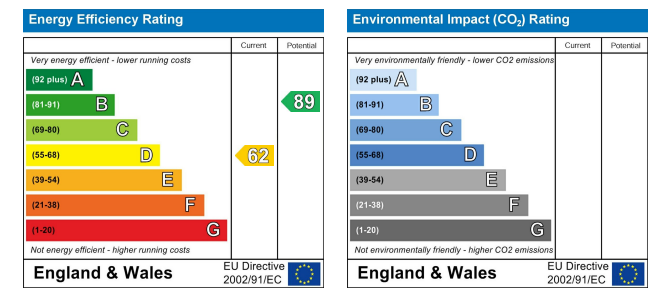 Energy Efficiency Rating
Current Potential
Very energy efficient - lower running costs
(92 plus) A
(81-91) B
89
(69-80) C
(55-68) D
62
(39-54) E
(21-38) F
(1-20) G
Not energy efficient - higher running costs
England & Wales
EU Directive
2002/91/EC
Environmental Impact (CO₂) Rating
Current Potential
Very environmentally friendly - lower CO2 emissions
(92 plus) A
(81-91) B
(69-80) C
(55-68) D
(39-54) E
(21-38) F
(1-20) G
Not environmentally friendly - higher CO2 emissions
England & Wales
EU Directive
2002/91/EC